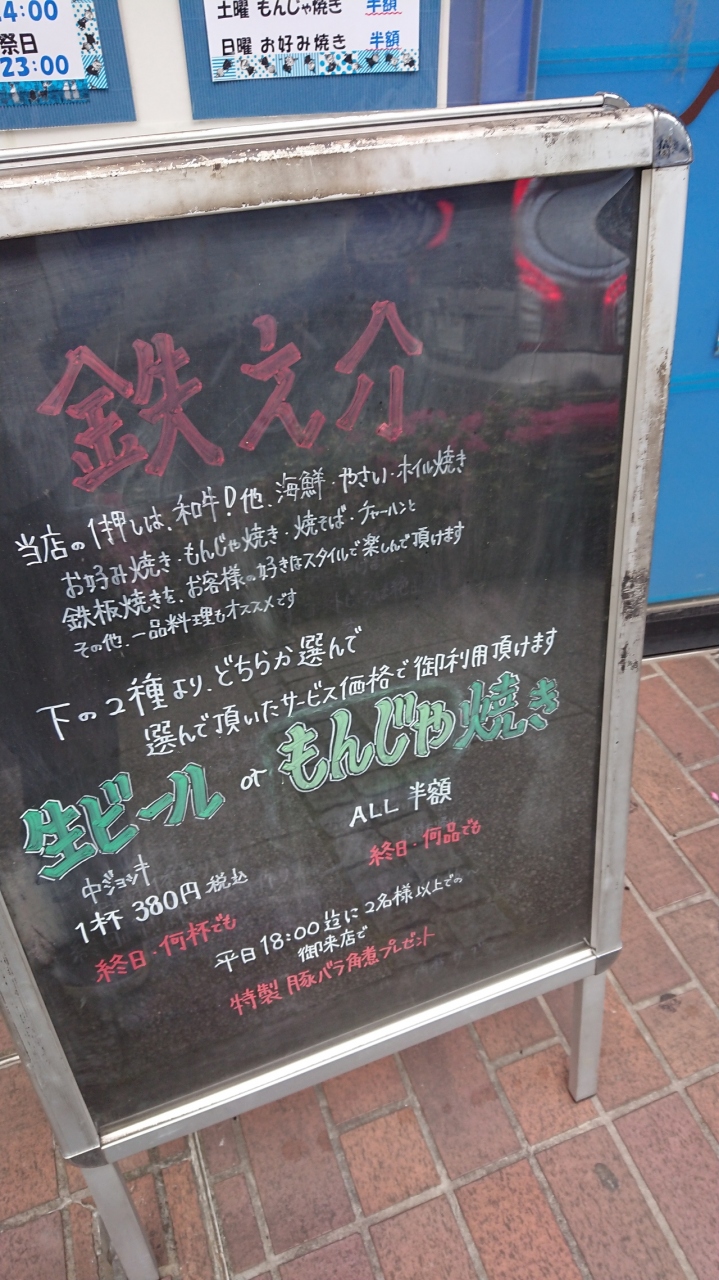 4:00
祭日
23:00
土曜 もんじゃ焼き 半額
日曜 お好み焼き 半額
鉄え介
当店の1押しは、和牛!他、海鮮・やさい・ホイル焼き
お好み焼き・もんじゃ焼き・焼そば・チャーハンと
鉄板焼きを、お客様の好きなスタイルで楽しんで頂けます
その他、一品料理もオススメです
下の2種より、どちらか選んで
選んで頂いたサービス価格で御利用頂けます
生ビール or もんじゃ焼き
中ジョッキ
1杯 380円 税込
終日・何杯でも
ALL 半額
終日・何品でも
平日18:00迄に2名様以上での
御来店で
特製 豚バラ角煮プレゼント